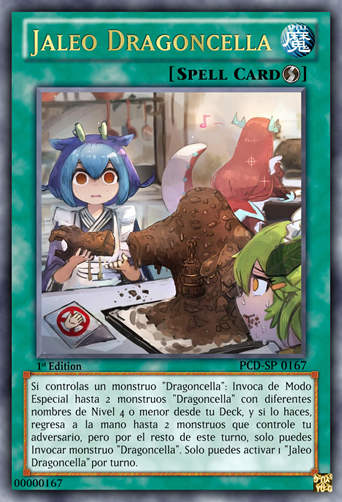 JALEO DRAGONCELLA
魔
[SPELL CARD]
1st Edition
PCD-SP 0167
Si controlas un monstruo "Dragoncella": Invoca de Modo
Especial hasta 2 monstruos "Dragoncella" con diferentes
nombres de Nivel 4 o menor desde tu Deck, y si lo haces,
regresa a la mano hasta 2 monstruos que controle tu
adversario, pero por el resto de este turno, solo puedes
Invocar monstruo "Dragoncella". Solo puedes activar 1 "Jaleo
Dragoncella" por turno.
00000167